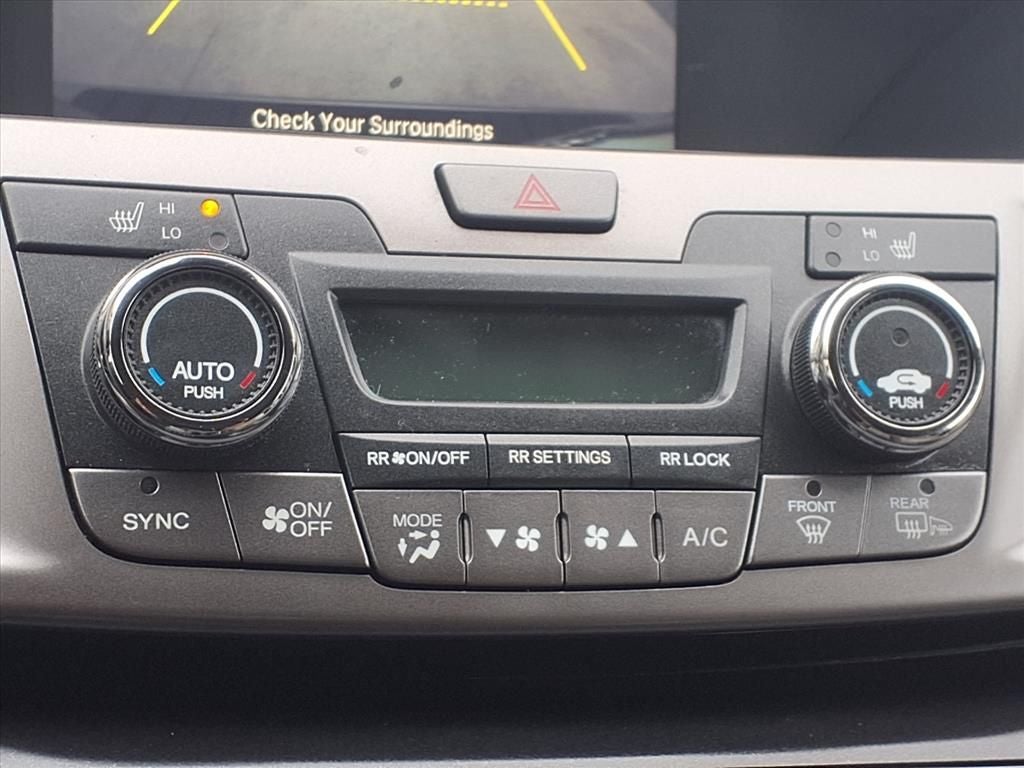 Check Your Surroundings
HI
LO
HI
LO
AUTO
PUSH
PUSH
RR ON/OFF
RR SETTINGS
RR LOCK
SYNC
ON/
OFF
MODE
A/C
FRONT
REAR